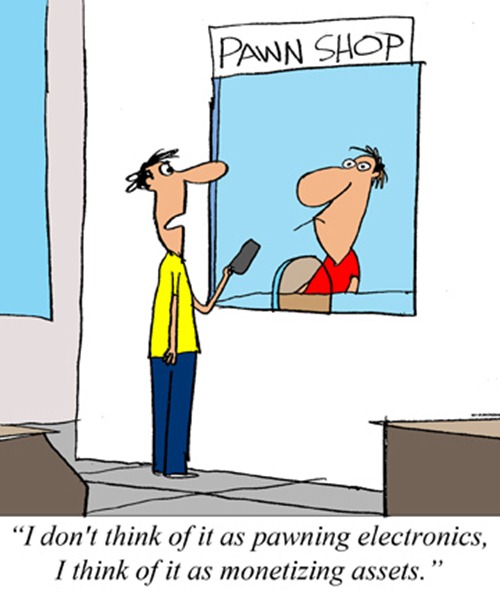 PAWN SHOP
“I don't think of it as pawning electronics,
I think of it as monetizing assets.”